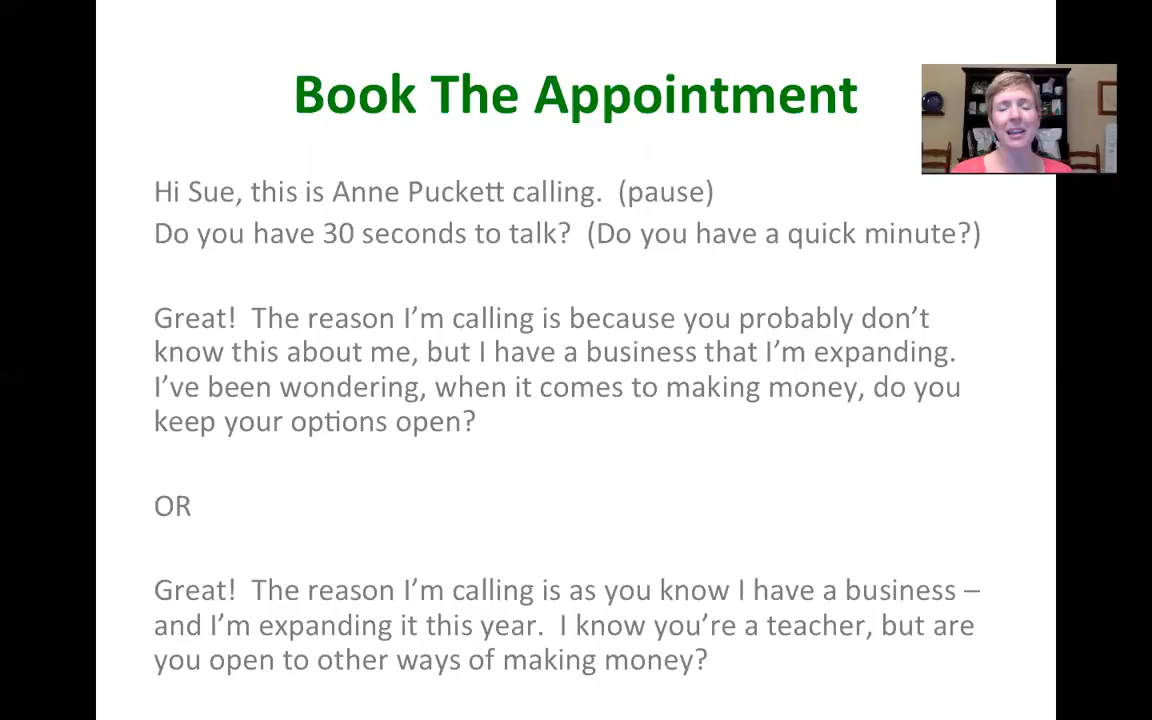 Book The Appointment
Hi Sue, this is Anne Puckett calling.  (pause)
Do you have 30 seconds to talk?  (Do you have a quick minute?)
Great!  The reason I’m calling is because you probably don’t
know this about me, but I have a business that I’m expanding.
I’ve been wondering, when it comes to making money, do you
keep your options open?
OR
Great!  The reason I’m calling is as you know I have a business –
and I’m expanding it this year.  I know you’re a teacher, but are
you open to other ways of making money?